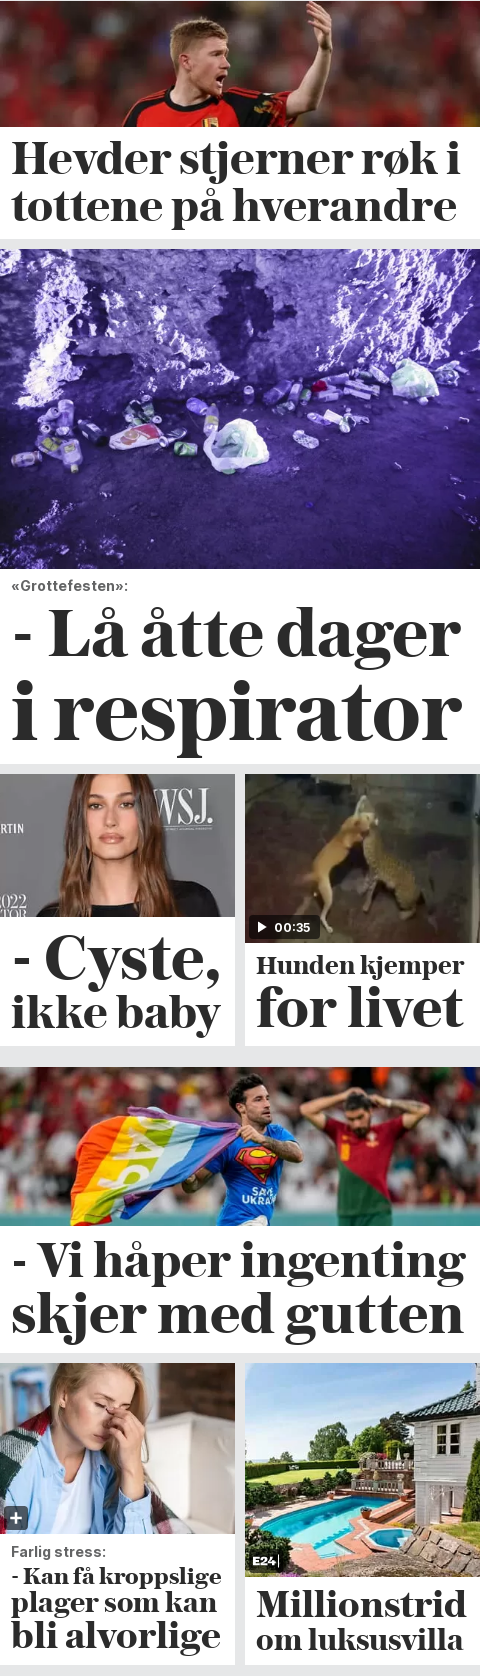 Hevder stjerner røk i
tottene på hverandre
«Grottefesten»:
- Lå åtte dager
i respirator
WSJ.
RTIN
2022
TOR
- Cyste,
ikke baby
00:35
Hunden kjemper
for livet
SAVE
UKRAI
- Vi håper ingenting
skjer med gutten
Farlig stress:
- Kan få kroppslige
plager som kan
bli alvorlige
E24
Millionstrid
om luksusvilla